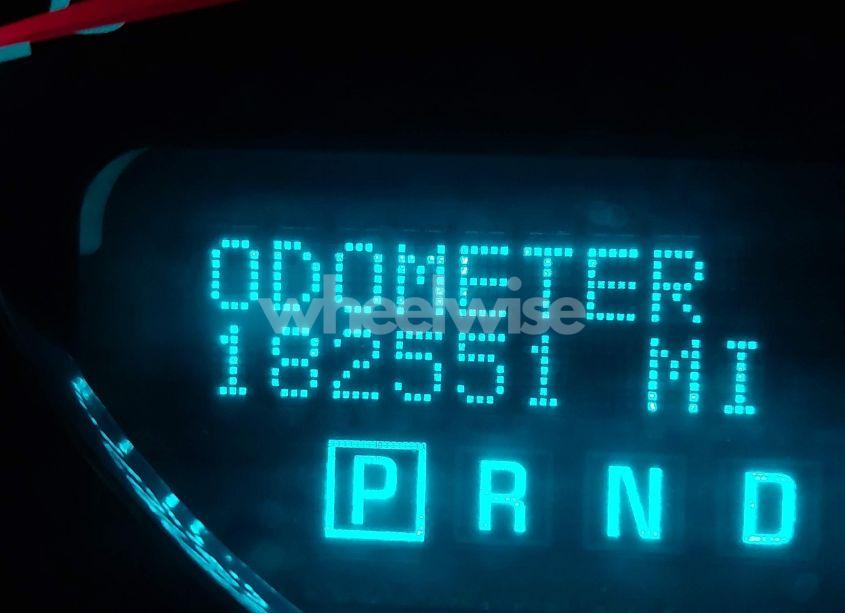 ODOMETER
wheelwise
182551 MI
P R N D